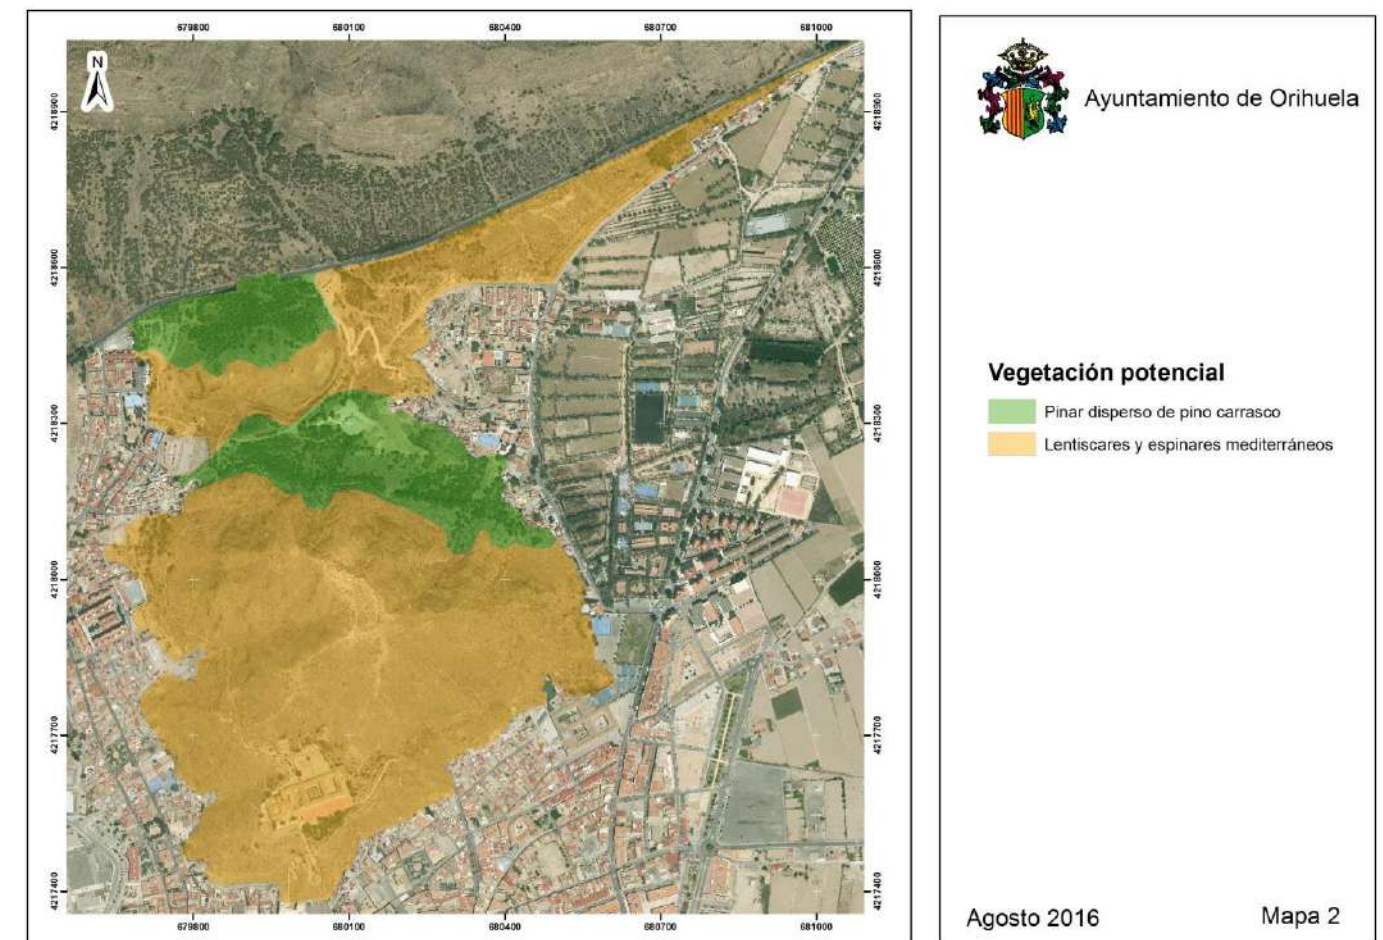 679800 680100 680400 680700 681000
N
4218900 4218900
4218600 4218600
4218300 4218300
4218000 4218000
4217700 4217700
4217400 4217400
679800 680100 680400 680700 681000
Ayuntamiento de Orihuela
Vegetación potencial
Pinar disperso de pino carrasco
Lentiscares y espinares mediterráneos
Agosto 2016 Mapa 2